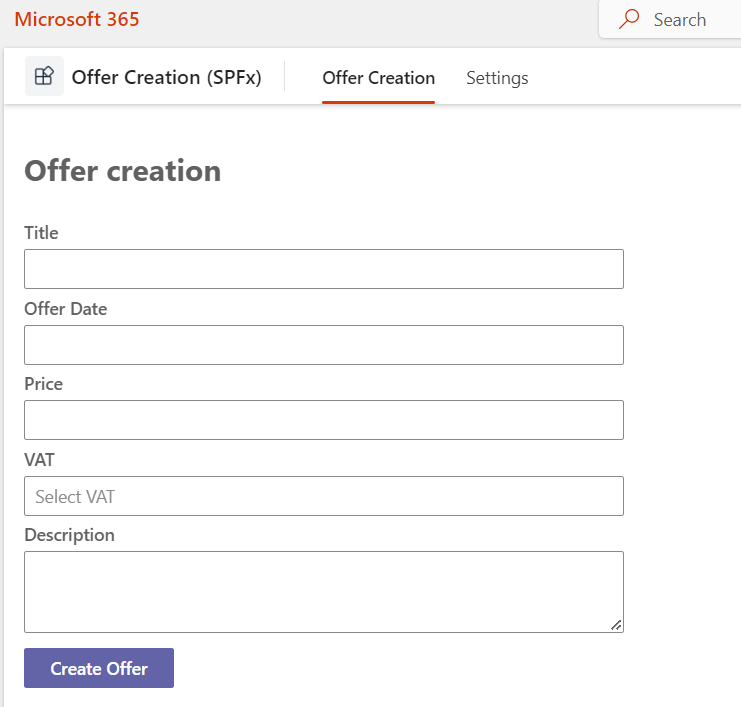 Microsoft 365
Search
Offer Creation (SPFx)
Offer Creation
Settings
Offer creation
Title
Offer Date
Price
VAT
Select VAT
Description
Create Offer